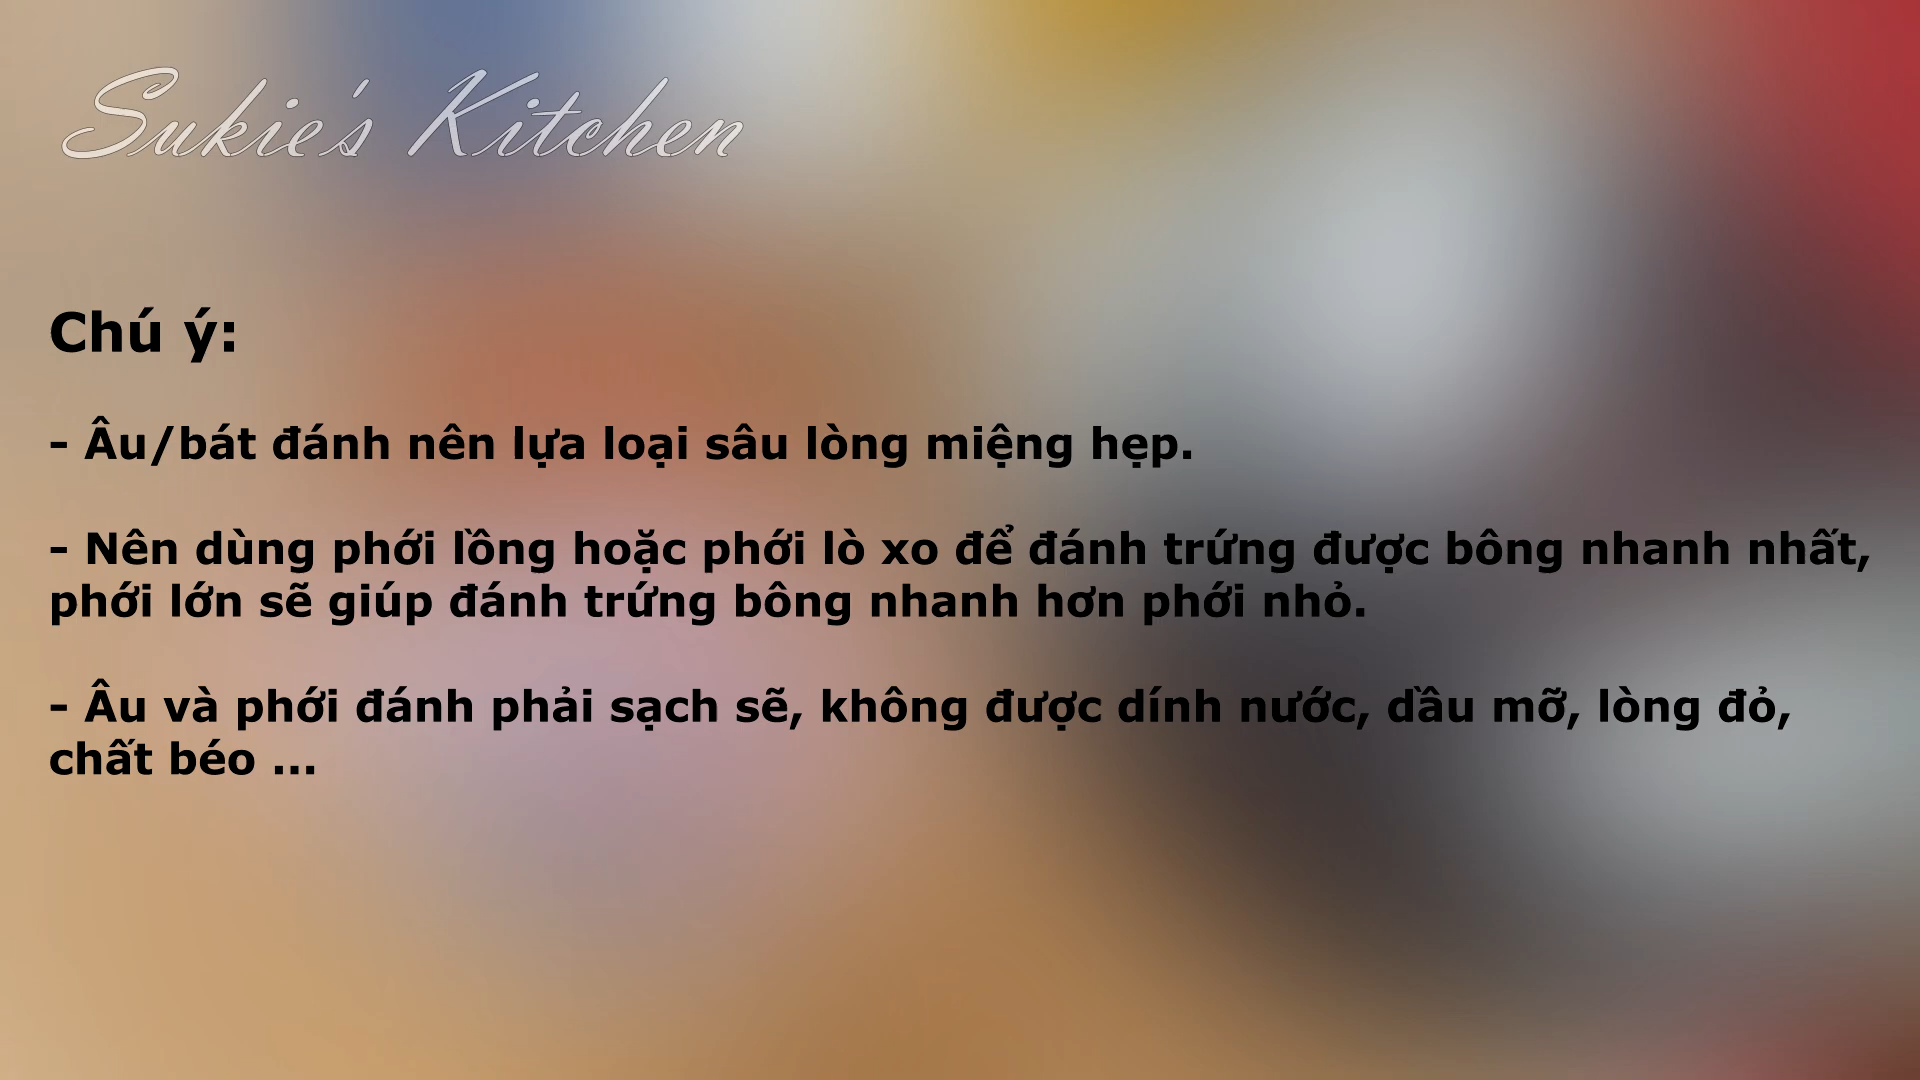 Sukie's Kitchen
Chú ý:
- Âu/bát đánh nên lựa loại sâu lòng miệng hẹp.
- Nên dùng phới lồng hoặc phới lò xo để đánh trứng được bông nhanh nhất,
phới lớn sẽ giúp đánh trứng bông nhanh hơn phới nhỏ.
- Âu và phới đánh phải sạch sẽ, không được dính nước, dầu mỡ, lòng đỏ,
chất béo ...